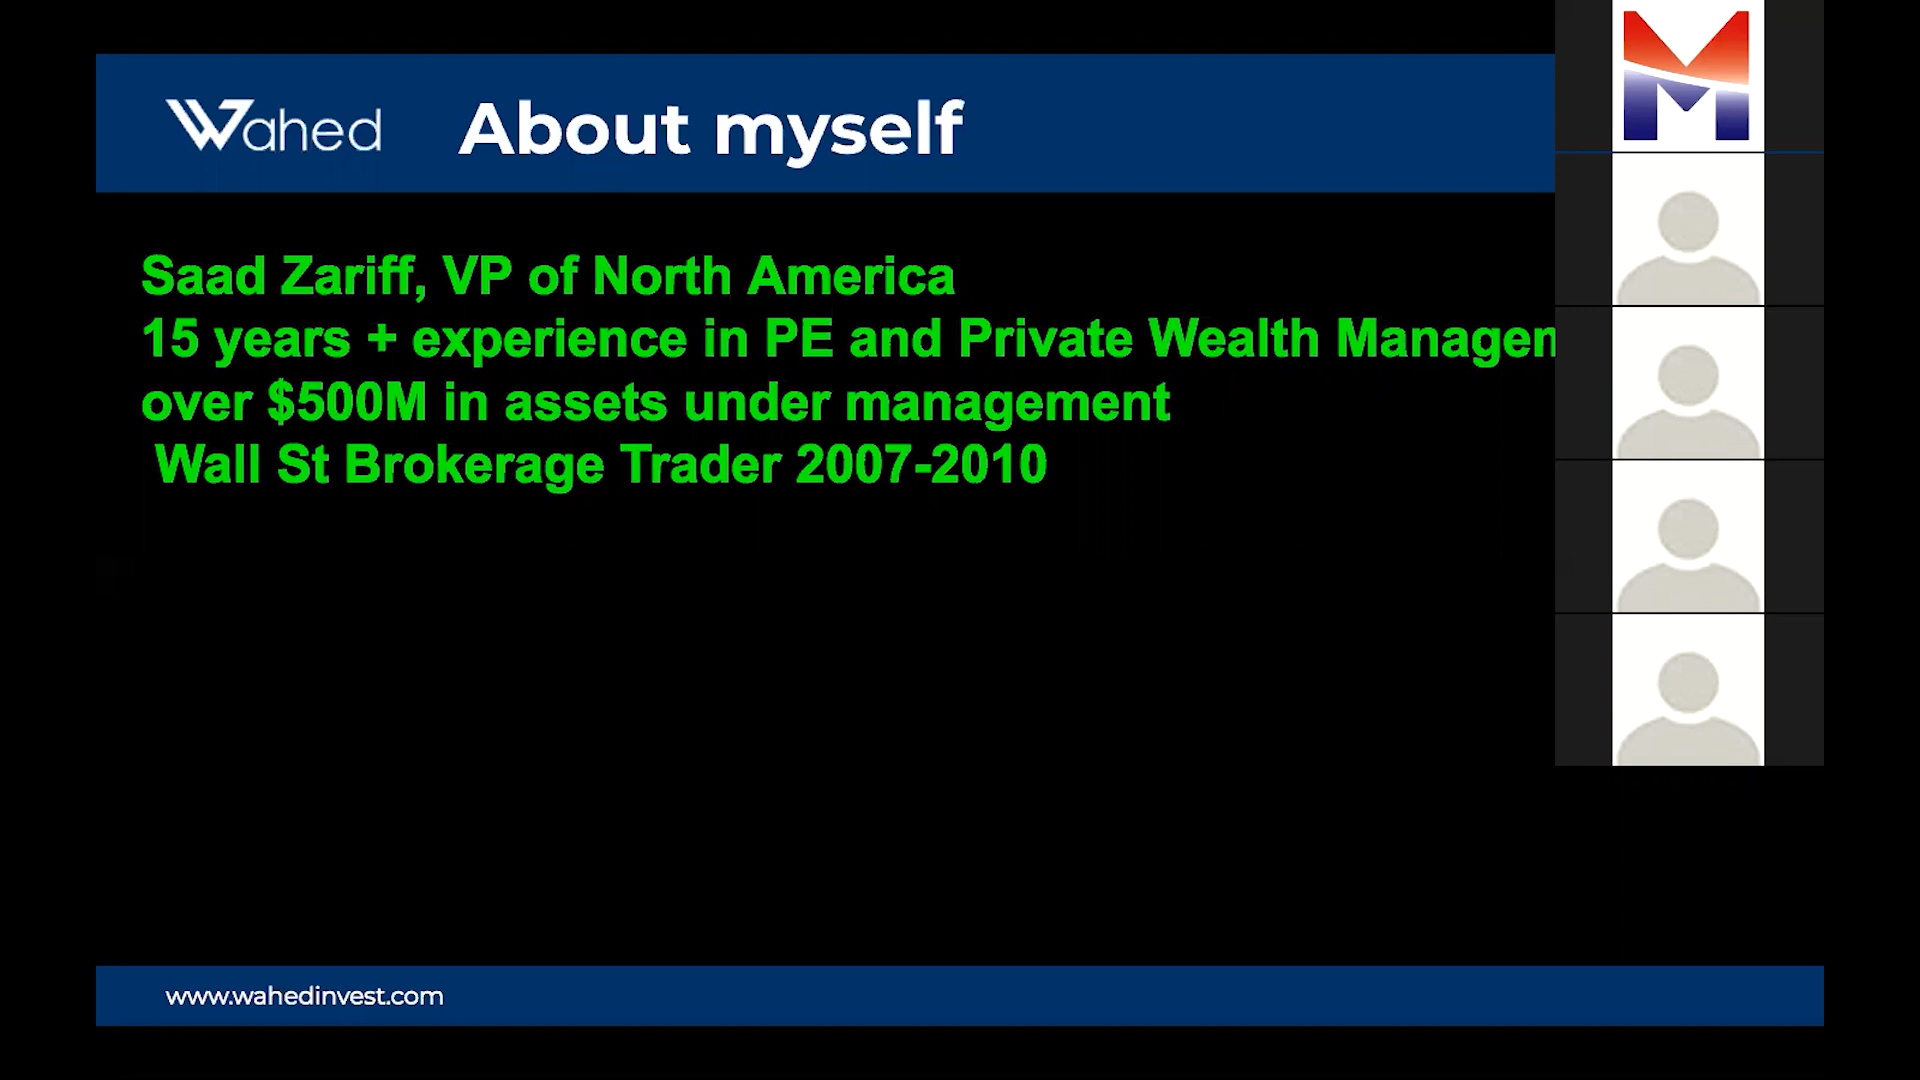 Wahed About myself
Saad Zariff, VP of North America
15 years + experience in PE and Private Wealth Managem
over $500M in assets under management
Wall St Brokerage Trader 2007-2010
www.wahedinvest.com
M